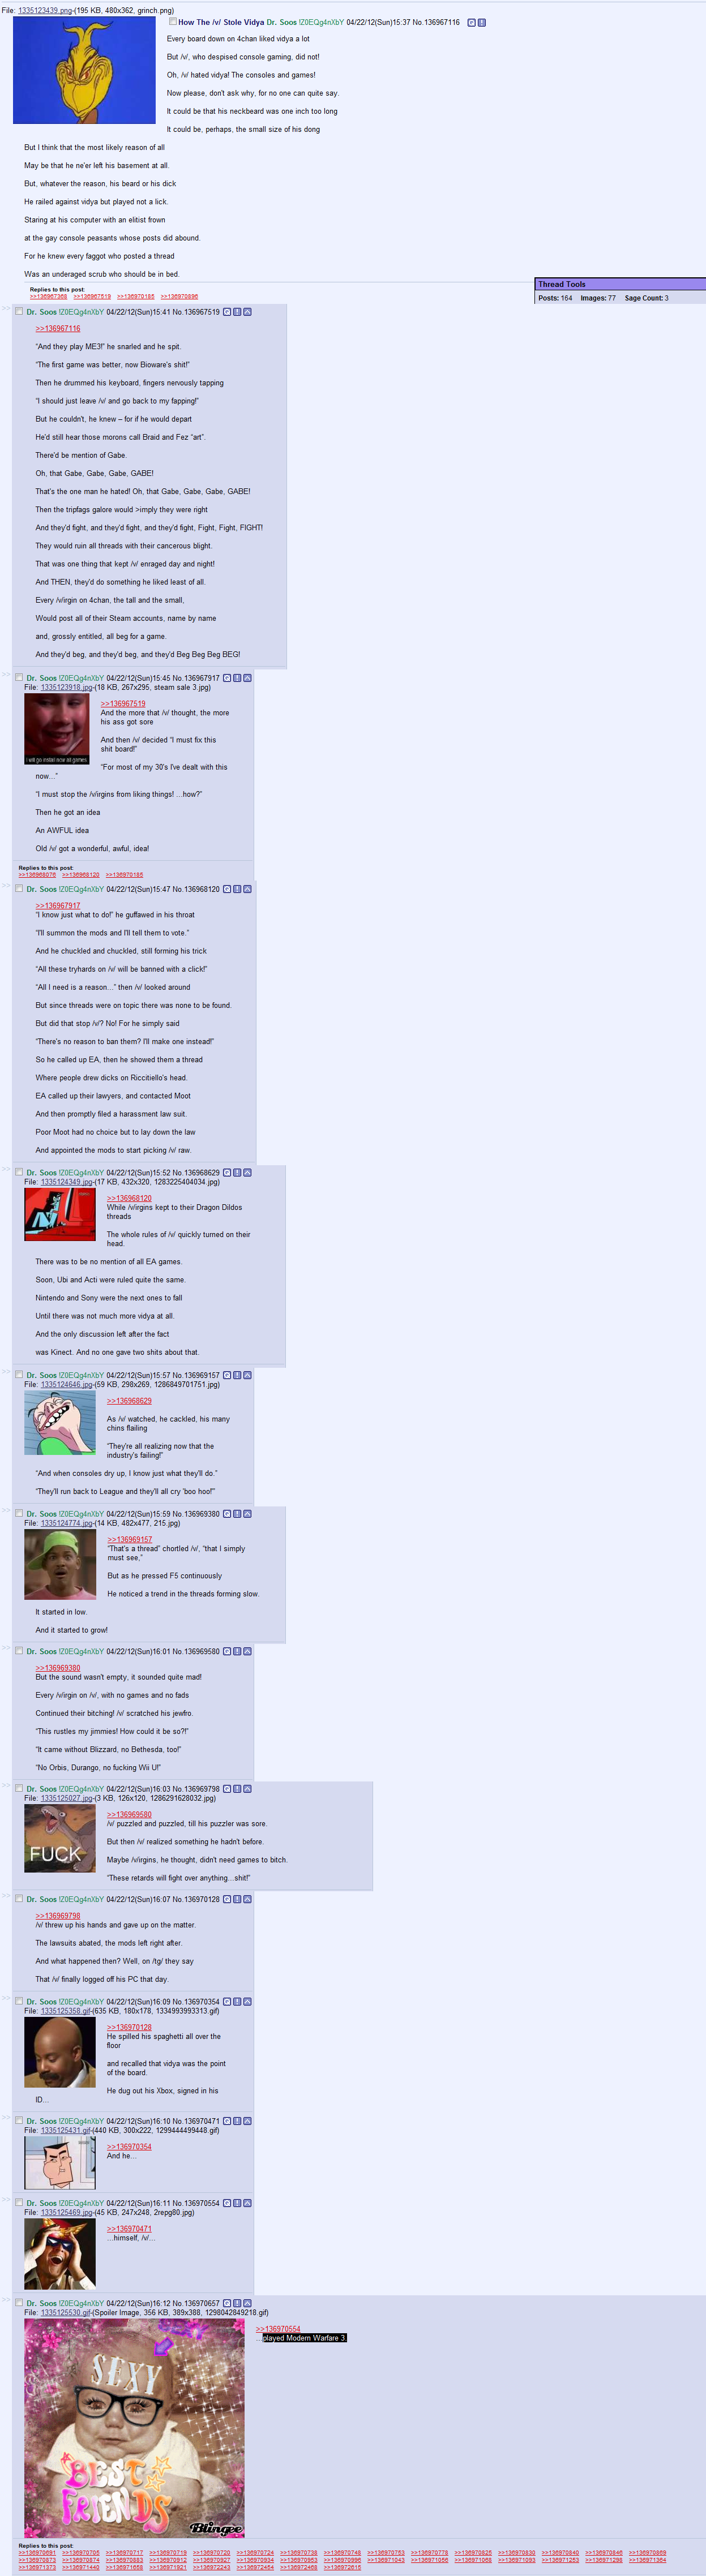 File: 1335123439.png-(195 KB, 480x362, grinch.png)
How The /v/ Stole Vidya Dr. Soos !Z0EQg4nXbY 04/22/12(Sun)15:37 No.136967116
Every board down on 4chan liked vidya a lot
But /v/, who despised console gaming, did not!
Oh, /v/ hated vidya! The consoles and games!
Now please, don't ask why, for no one can quite say.
It could be that his neckbeard was one inch too long
It could be, perhaps, the small size of his dong
But I think that the most likely reason of all
May be that he ne'er left his basement at all.
But, whatever the reason, his beard or his dick
He railed against vidya but played not a lick.
Staring at his computer with an elitist frown
at the gay console peasants whose posts did abound.
For he knew every faggot who posted a thread
Was an underaged scrub who should be in bed.
Replies to this post:
>>136967368 >>136967519 >>136970185 >>136970896
Thread Tools
Posts: 164 Images: 77 Sage Count: 3
>> Dr. Soos !Z0EQg4nXbY 04/22/12(Sun)15:41 No.136967519
>>136967116
“And they play ME3!” he snarled and he spit.
“The first game was better, now Bioware's shit!”
Then he drummed his keyboard, fingers nervously tapping
“I should just leave /v/ and go back to my fapping!”
But he couldn't, he knew – for if he would depart
He'd still hear those morons call Braid and Fez “art”.
There'd be mention of Gabe.
Oh, that Gabe, Gabe, Gabe, GABE!
That's the one man he hated! Oh, that Gabe, Gabe, Gabe, GABE!
Then the tripfags galore would >imply they were right
And they'd fight, and they'd fight, and they'd fight, Fight, Fight, FIGHT!
They would ruin all threads with their cancerous blight.
That was one thing that kept /v/ enraged day and night!
And THEN, they'd do something he liked least of all.
Every /v/irgin on 4chan, the tall and the small,
Would post all of their Steam accounts, name by name
and, grossly entitled, all beg for a game.
And they'd beg, and they'd beg, and they'd Beg Beg Beg BEG!
>> Dr. Soos !Z0EQg4nXbY 04/22/12(Sun)15:45 No.136967917
File: 1335123918.jpg-(18 KB, 267x295, steam sale 3.jpg)
I will go install new all games.
>>136967519
And the more that /v/ thought, the more
his ass got sore
And then /v/ decided “I must fix this
shit board!”
“For most of my 30's I've dealt with this
now...”
“I must stop the /v/irgins from liking things! ...how?”
Then he got an idea
An AWFUL idea
Old /v/ got a wonderful, awful, idea!
Replies to this post:
>>136968076 >>136968120 >>136970185
>> Dr. Soos !Z0EQg4nXbY 04/22/12(Sun)15:47 No.136968120
>>136967917
“I know just what to do!” he guffawed in his throat
“I'll summon the mods and I'll tell them to vote.”
And he chuckled and chuckled, still forming his trick
“All these tryhards on /v/ will be banned with a click!”
“All I need is a reason...” then /v/ looked around
But since threads were on topic there was none to be found.
But did that stop /v/? No! For he simply said
“There's no reason to ban them? I'll make one instead!”
So he called up EA, then he showed them a thread
Where people drew dicks on Riccitiello's head.
EA called up their lawyers, and contacted Moot
And then promptly filed a harassment law suit.
Poor Moot had no choice but to lay down the law
And appointed the mods to start picking /v/ raw.
>> Dr. Soos !Z0EQg4nXbY 04/22/12(Sun)15:52 No.136968629
File: 1335124349.jpg-(17 KB, 432x320, 1283225404034.jpg)
>>136968120
While /v/irgins kept to their Dragon Dildos
threads
The whole rules of /v/ quickly turned on their
head.
There was to be no mention of all EA games.
Soon, Ubi and Acti were ruled quite the same.
Nintendo and Sony were the next ones to fall
Until there was not much more vidya at all.
And the only discussion left after the fact
was Kinect. And no one gave two shits about that.
>> Dr. Soos !Z0EQg4nXbY 04/22/12(Sun)15:57 No.136969157
File: 1335124646.jpg-(59 KB, 298x269, 1286849701751.jpg)
>>136968629
As /v/ watched, he cackled, his many
chins flailing
“They're all realizing now that the
industry's failing!”
“And when consoles dry up, I know just what they'll do.”
“They'll run back to League and they'll all cry 'boo hoo!'”
>> Dr. Soos !Z0EQg4nXbY 04/22/12(Sun)15:59 No.136969380
File: 1335124774.jpg-(14 KB, 482x477, 215.jpg)
>>136969157
“That's a thread” chortled /v/, “that I simply
must see,”
But as he pressed F5 continuously
He noticed a trend in the threads forming slow.
It started in low.
And it started to grow!
>> Dr. Soos !Z0EQg4nXbY 04/22/12(Sun)16:01 No.136969580
>>136969380
But the sound wasn't empty, it sounded quite mad!
Every /v/irgin on /v/, with no games and no fads
Continued their bitching! /v/ scratched his jewfro.
“This rustles my jimmies! How could it be so?!”
“It came without Blizzard, no Bethesda, too!”
“No Orbis, Durango, no fucking Wii U!”
>> Dr. Soos !Z0EQg4nXbY 04/22/12(Sun)16:03 No.136969798
File: 1335125027.jpg-(3 KB, 126x120, 1286291628032.jpg)
FUCK
>>136969580
/v/ puzzled and puzzled, till his puzzler was sore.
But then /v/ realized something he hadn't before.
Maybe /v/irgins, he thought, didn't need games to bitch.
“These retards will fight over anything...shit!”
>> Dr. Soos !Z0EQg4nXbY 04/22/12(Sun)16:07 No.136970128
>>136969798
/v/ threw up his hands and gave up on the matter.
The lawsuits abated, the mods left right after.
And what happened then? Well, on /tg/ they say
That /v/ finally logged off his PC that day.
>> Dr. Soos !Z0EQg4nXbY 04/22/12(Sun)16:09 No.136970354
File: 1335125358.gif-(635 KB, 180x178, 1334993993313.gif)
>>136970128
He spilled his spaghetti all over the
floor
and recalled that vidya was the point
of the board.
He dug out his Xbox, signed in his
ID...
>> Dr. Soos !Z0EQg4nXbY 04/22/12(Sun)16:10 No.136970471
File: 1335125431.gif-(440 KB, 300x222, 1299444499448.gif)
>>136970354
And he...
>> Dr. Soos !Z0EQg4nXbY 04/22/12(Sun)16:11 No.136970554
File: 1335125469.jpg-(45 KB, 247x248, 2repg80.jpg)
>>136970471
...himself, /v/...
>> Dr. Soos !Z0EQg4nXbY 04/22/12(Sun)16:12 No.136970657
File: 1335125530.gif-(Spoiler Image, 356 KB, 389x388, 1298042849218.gif)
>>136970554
...played Modern Warfare 3.
SEXY
BEST
FRIENDS
Blingee
Replies to this post: